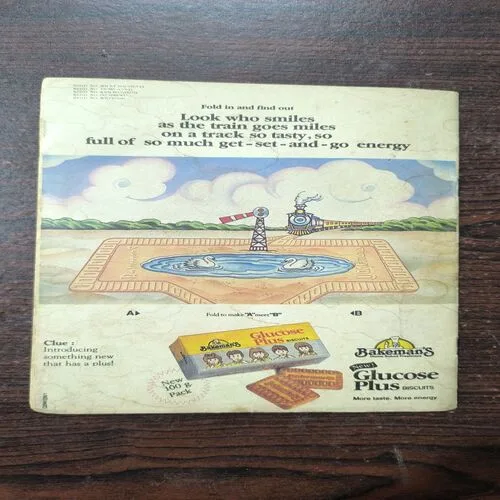 Fold in and find out
Look who smiles
as the train goes miles
on a track so tasty, so
full of so much get-set-and-go energy
A▶
Fold to make "A" meet "B"
◀B
Clue :
Introducing
something new
that has a plus!
BAKEMAN'S
Glucose
Plus BISCUITS
New
100 g.
Pack
BAKEMAN'S
New!
Glucose
Plus BISCUITS
More taste. More energy.